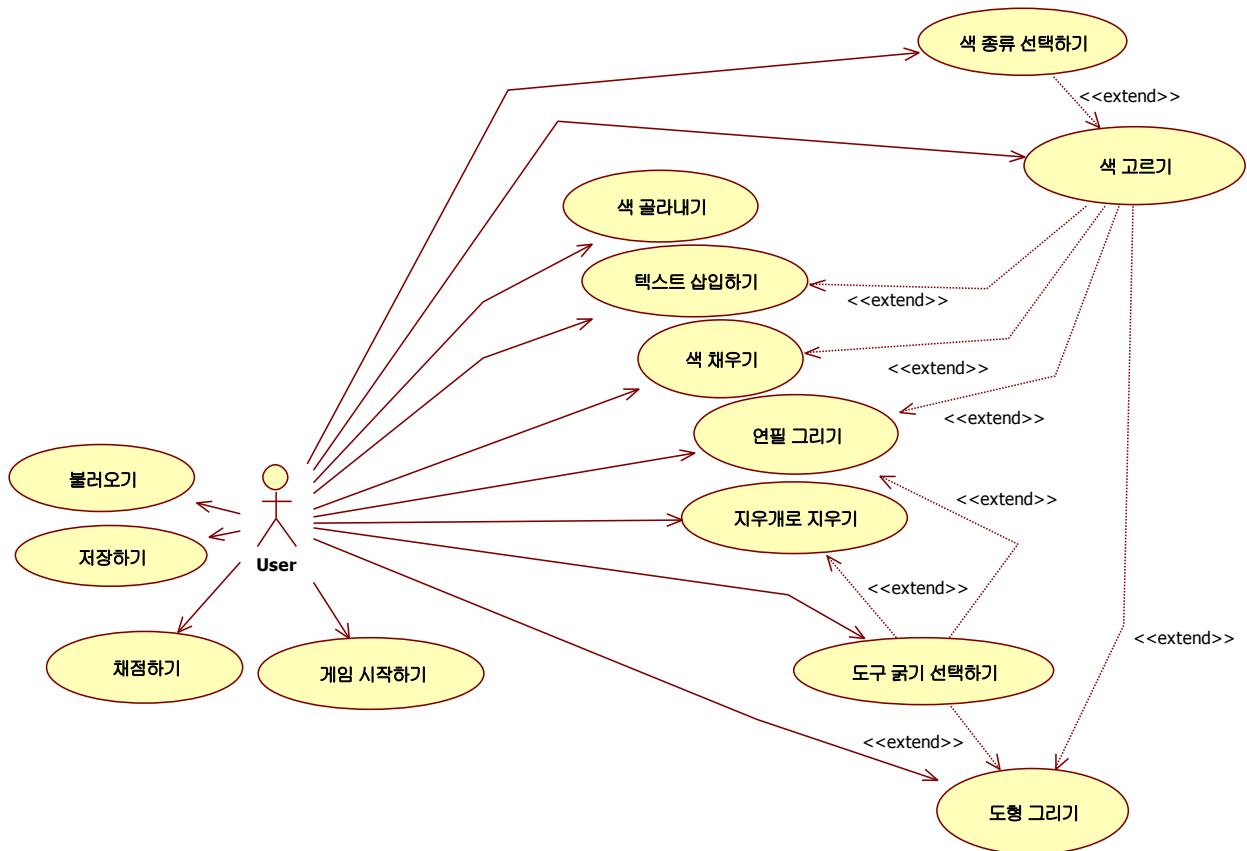 색 종류 선택하기
<<extend>>
색 고르기
색 골라내기
텍스트 삽입하기
<<extend>>
색 채우기
<<extend>>
<<extend>>
연필 그리기
불러오기
<<extend>>
지우개로 지우기
저장하기
User
<<extend>>
<<extend>>
채점하기
게임 시작하기
도구 굵기 선택하기
<<extend>>
도형 그리기